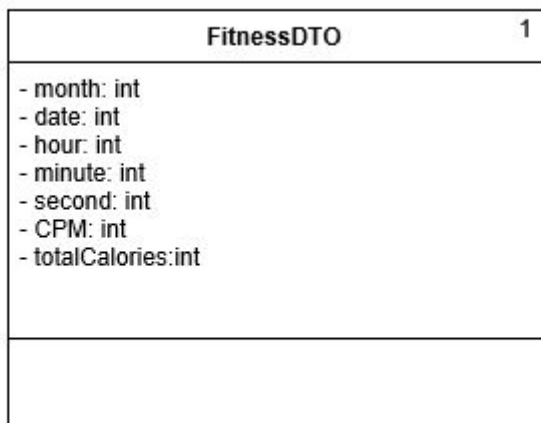 FitnessDTO 1
- month: int
- date: int
- hour: int
- minute: int
- second: int
- CPM: int
- totalCalories:int